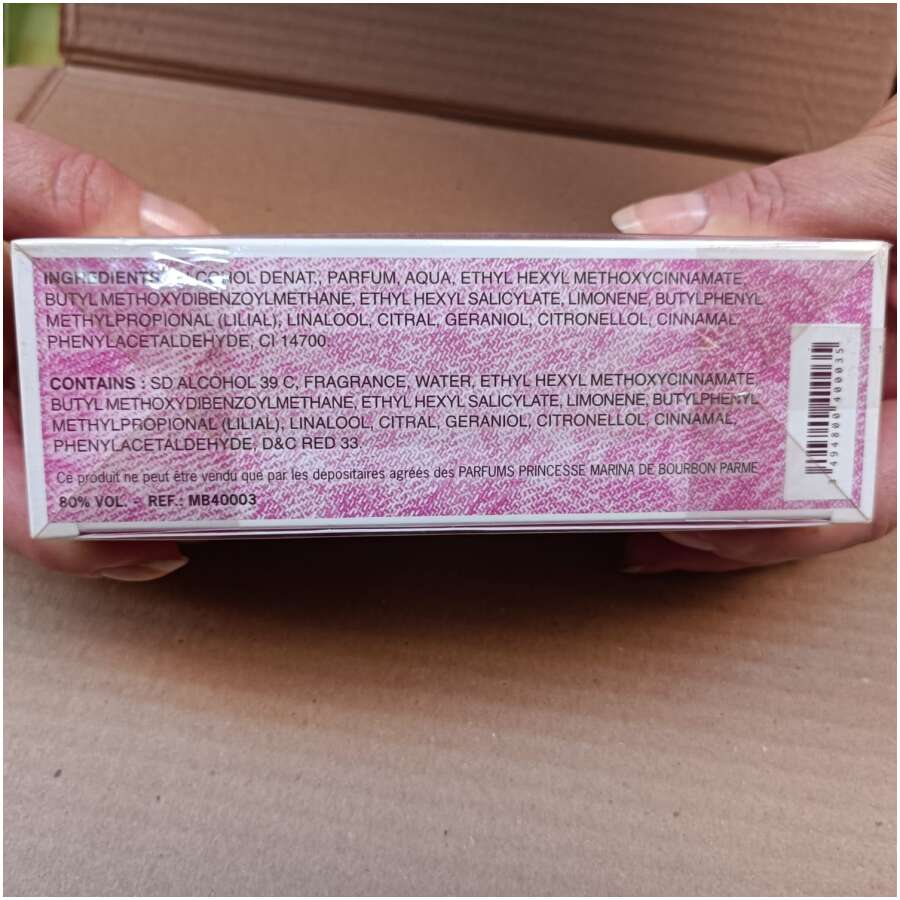 INGREDIENTS : ALCOHOL DENAT., PARFUM, AQUA, ETHYL HEXYL METHOXYCINNAMATE,
BUTYL METHOXYDIBENZOYLMETHANE, ETHYL HEXYL SALICYLATE, LIMONENE, BUTYLPHENYL
METHYLPROPIONAL (LILIAL), LINALOOL, CITRAL, GERANIOL, CITRONELLOL, CINNAMAL,
PHENYLACETALDEHYDE, CI 14700.
CONTAINS : SD ALCOHOL 39 C, FRAGRANCE, WATER, ETHYL HEXYL METHOXYCINNAMATE,
BUTYL METHOXYDIBENZOYLMETHANE, ETHYL HEXYL SALICYLATE, LIMONENE, BUTYLPHENYL
METHYLPROPIONAL (LILIAL), LINALOOL, CITRAL, GERANIOL, CITRONELLOL, CINNAMAL,
PHENYLACETALDEHYDE, D&C RED 33.
Ce produit ne peut être vendu que par les dépositaires agréés des PARFUMS PRINCESSE MARINA DE BOURBON PARME
80% VOL. - REF.: MB40003